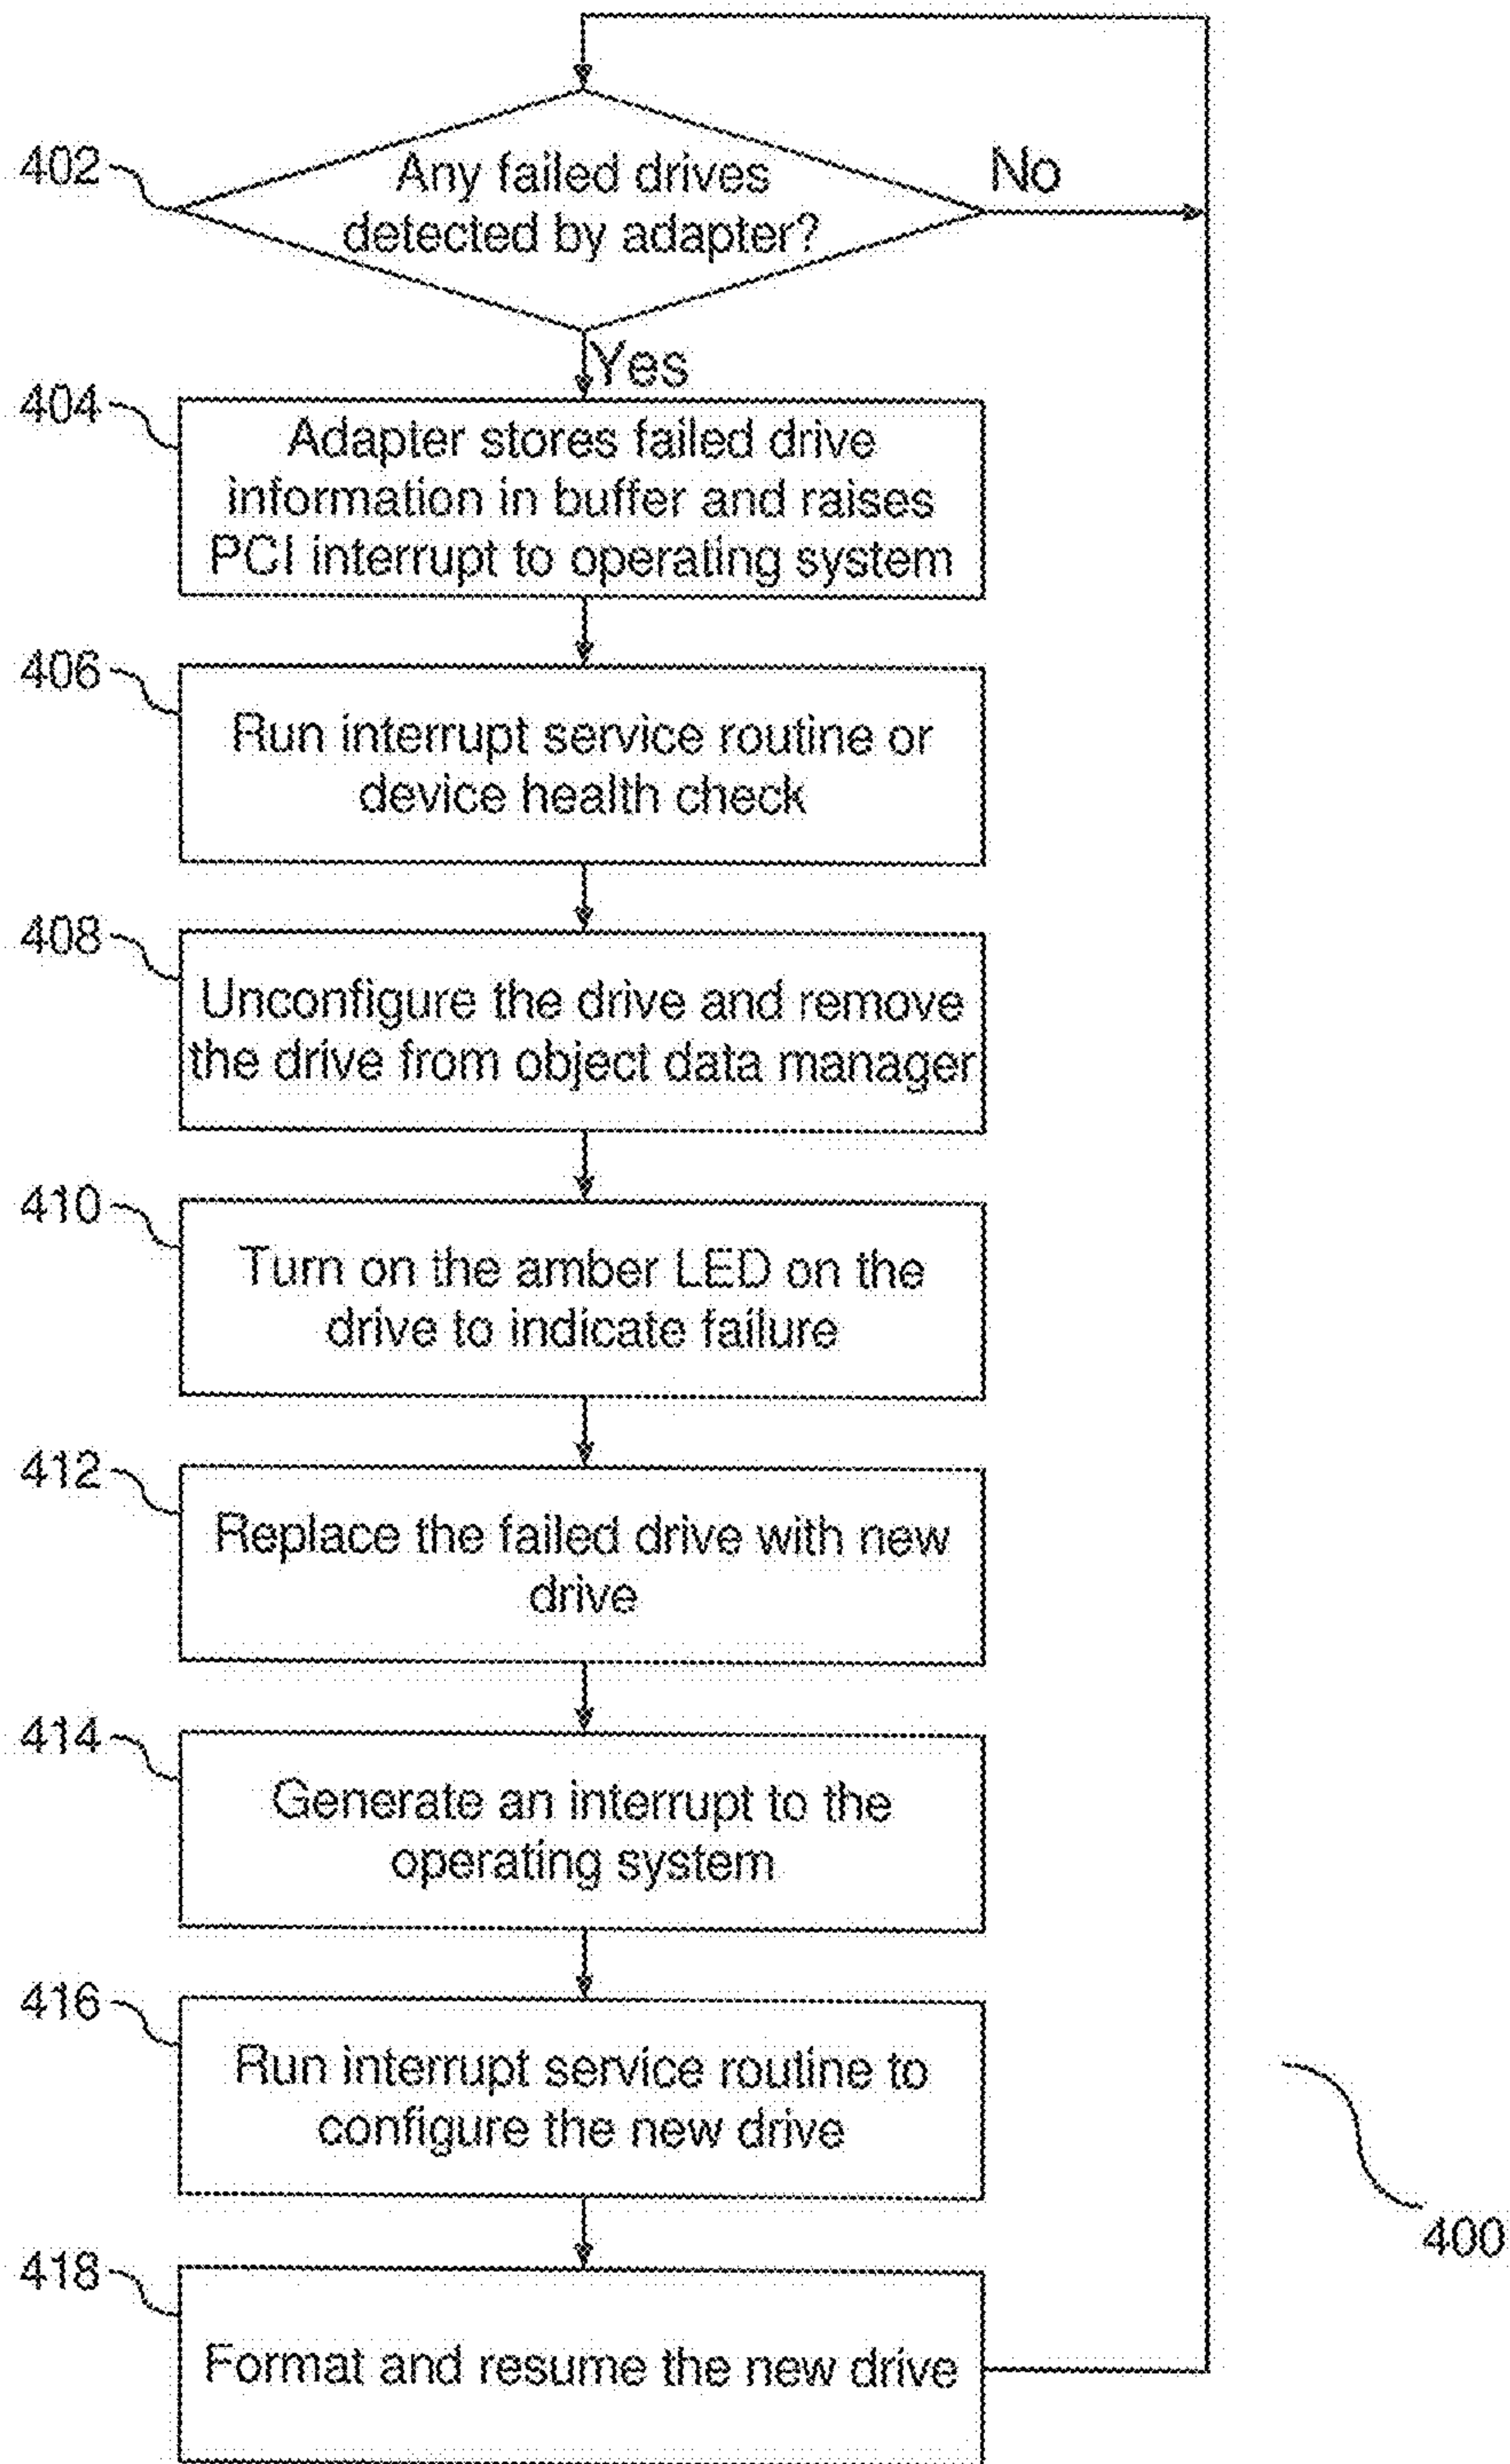 402
Any failed drives
detected by adapter?
No
Yes
404
Adapter stores failed drive
information in buffer and raises
PCI interrupt to operating system
406
Run interrupt service routine or
device health check
408
Unconfigure the drive and remove
the drive from object data manager
410
Turn on the amber LED on the
drive to indicate failure
412
Replace the failed drive with new
drive
414
Generate an interrupt to the
operating system
416
Run interrupt service routine to
configure the new drive
400
418
Format and resume the new drive